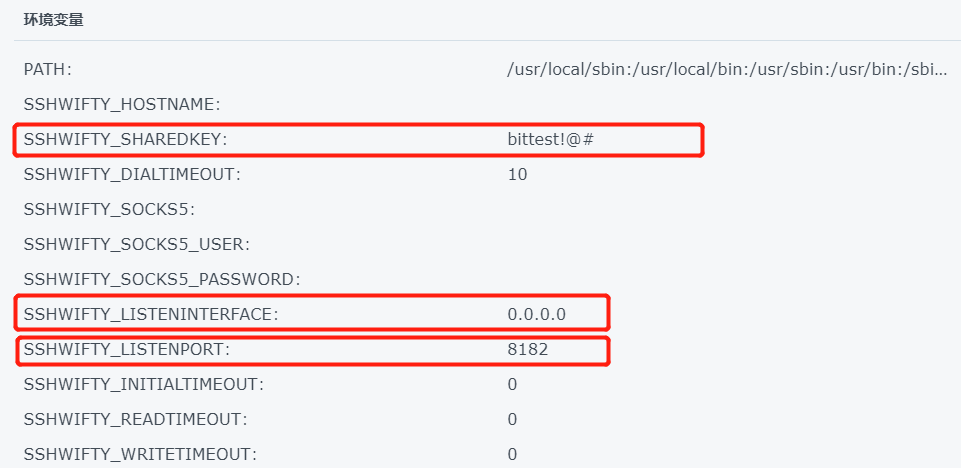 环境变量
PATH: /usr/local/sbin:/usr/local/bin:/usr/sbin:/usr/bin:/sbi...
SSHWIFTY_HOSTNAME:
SSHWIFTY_SHAREDKEY: bittest!@#
SSHWIFTY_DIALTIMEOUT: 10
SSHWIFTY_SOCKS5:
SSHWIFTY_SOCKS5_USER:
SSHWIFTY_SOCKS5_PASSWORD:
SSHWIFTY_LISTENINTERFACE: 0.0.0.0
SSHWIFTY_LISTENPORT: 8182
SSHWIFTY_INITIALTIMEOUT: 0
SSHWIFTY_READTIMEOUT: 0
SSHWIFTY_WRITETIMEOUT: 0